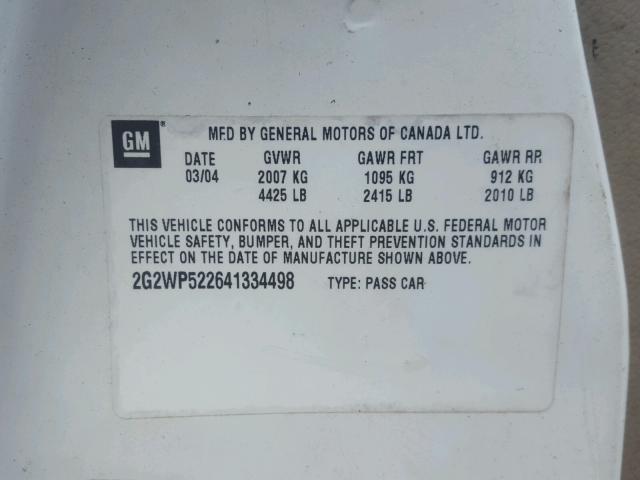 GM
MFD BY GENERAL MOTORS OF CANADA LTD.
DATE GVWR GAWR FRT GAWR RR
03/04 2007 KG 1095 KG 912 KG
4425 LB 2415 LB 2010 LB
THIS VEHICLE CONFORMS TO ALL APPLICABLE U.S. FEDERAL MOTOR
VEHICLE SAFETY, BUMPER, AND THEFT PREVENTION STANDARDS IN
EFFECT ON THE DATE OF MANUFACTURE SHOWN ABOVE.
2G2WP522641334498 TYPE: PASS CAR